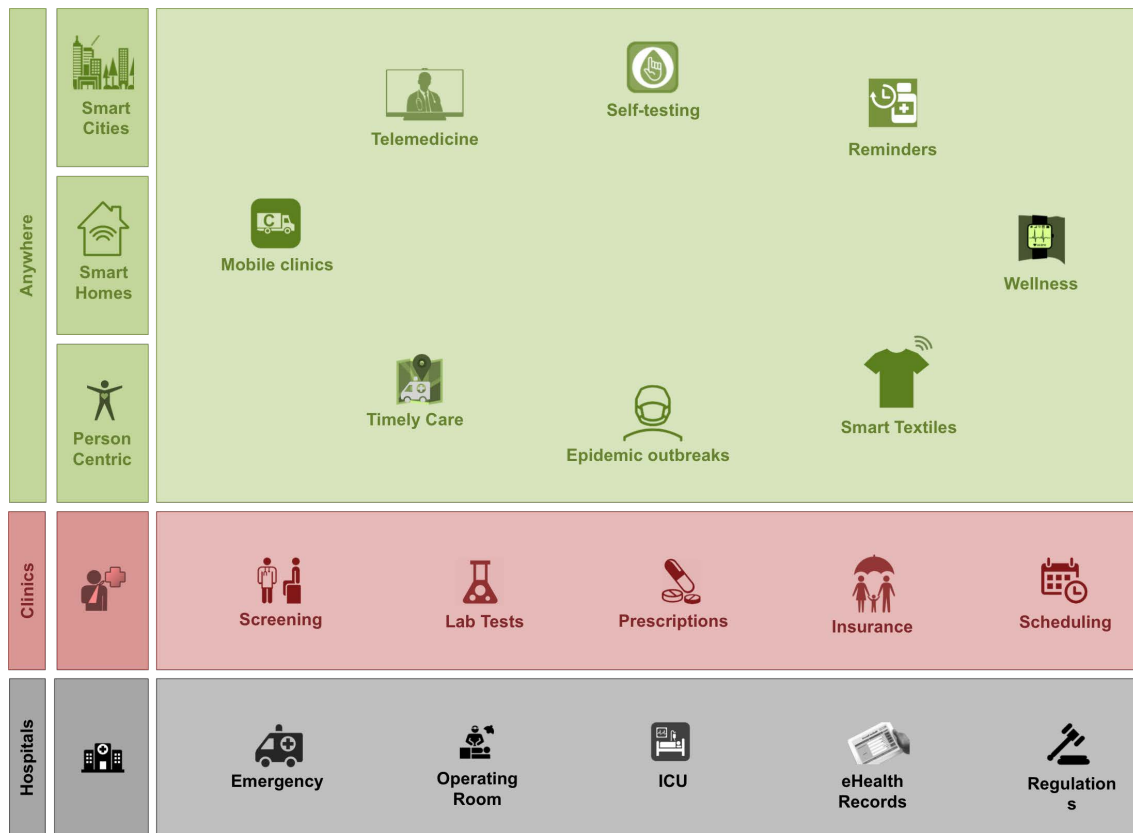 Anywhere
Smart
Cities
Smart
Homes
Person
Centric
Telemedicine
Self-testing
Reminders
Mobile clinics
C
Wellness
Timely Care
Epidemic outbreaks
Smart Textiles
Clinics
Screening
Lab Tests
Prescriptions
Insurance
Scheduling
Hospitals
Emergency
Operating
Room
ICU
eHealth
Records
Regulation
s